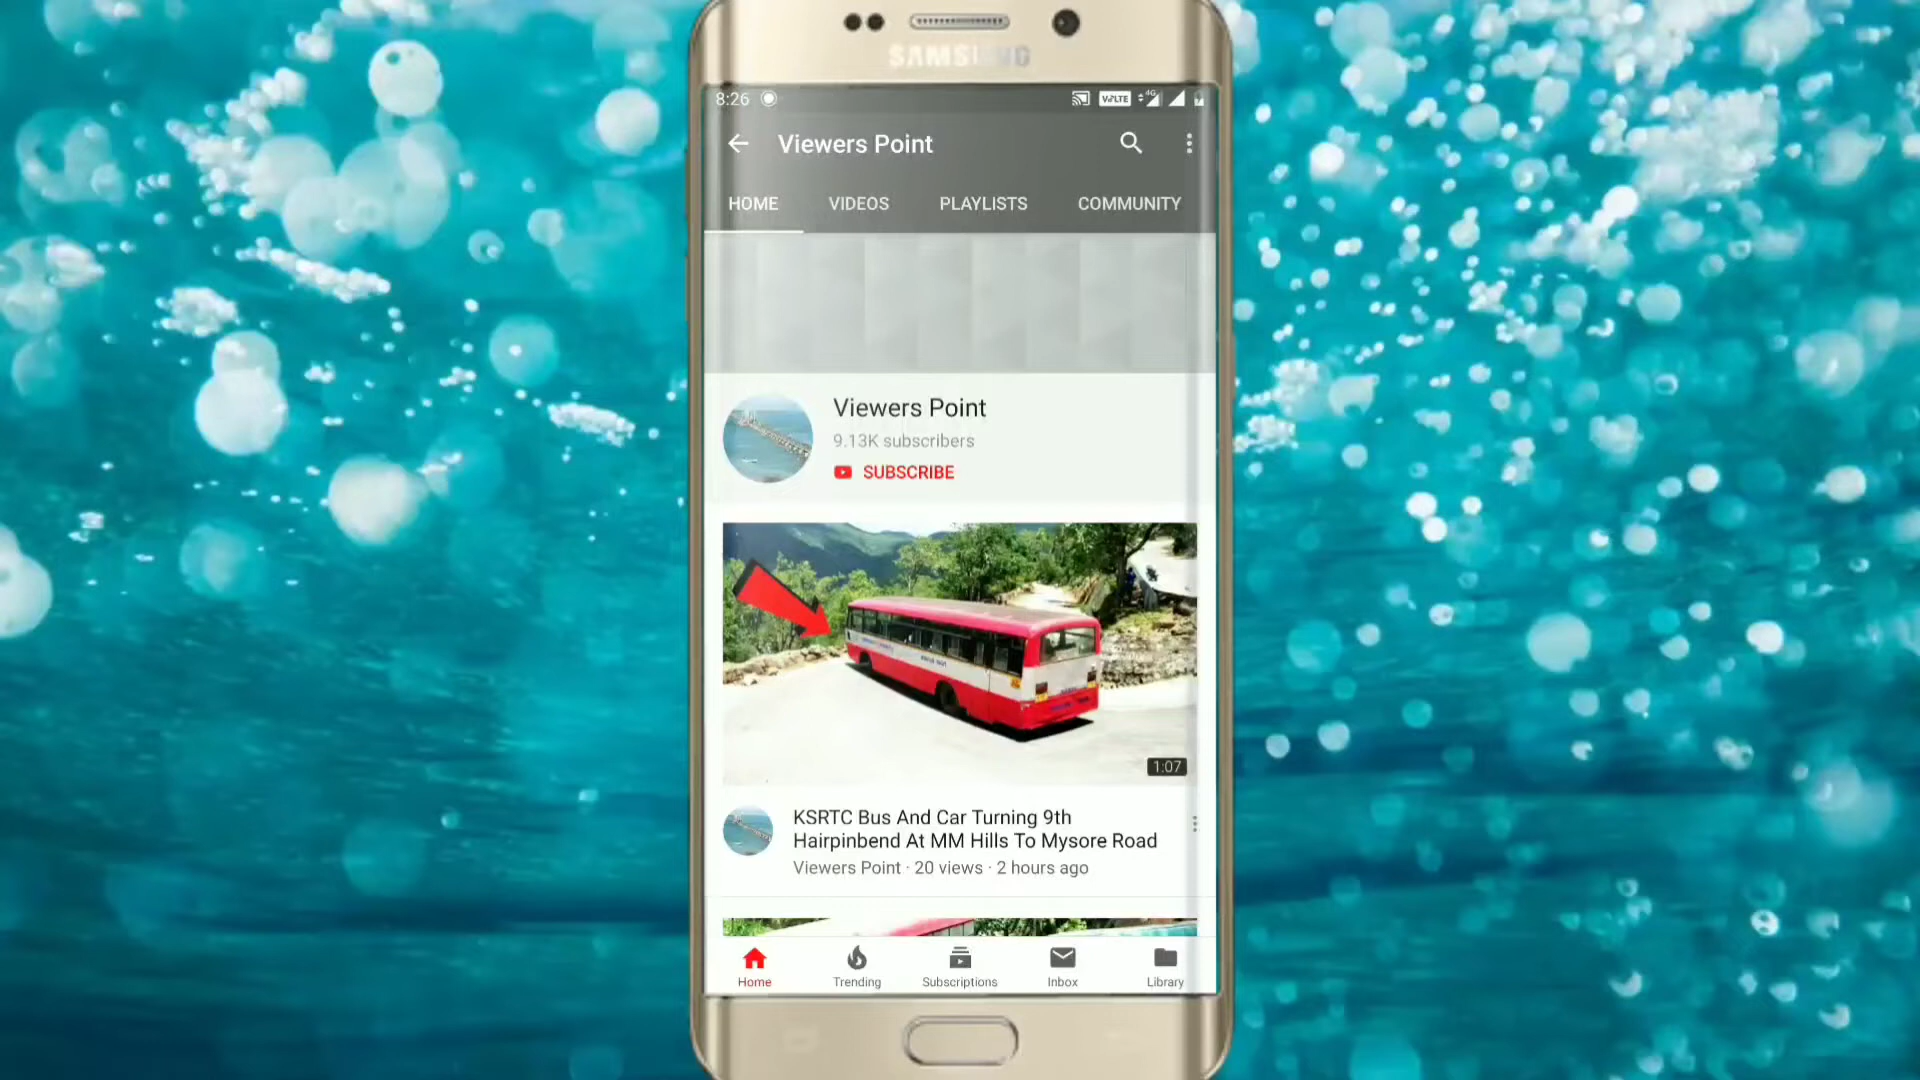 SAMSUNG
8:26
VoLTE 4G
Viewers Point
HOME VIDEOS PLAYLISTS COMMUNITY
Viewers Point
9.13K subscribers
SUBSCRIBE
1:07
KSRTC Bus And Car Turning 9th
Hairpinbend At MM Hills To Mysore Road
Viewers Point · 20 views · 2 hours ago
Home Trending Subscriptions Inbox Library